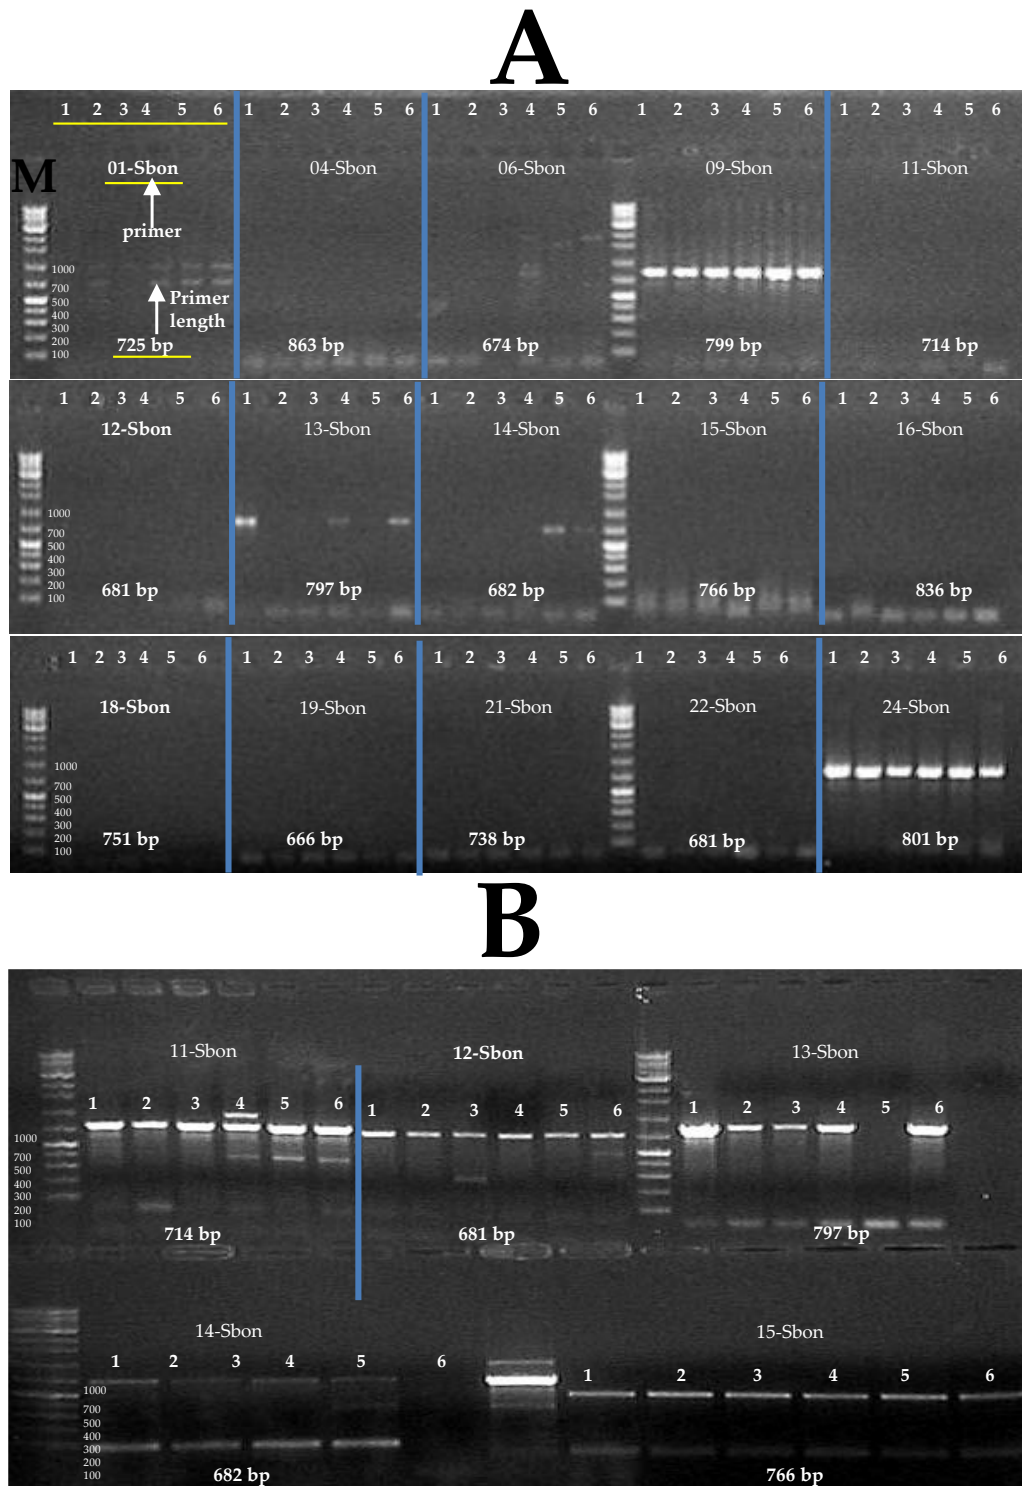 A
1 2 3 4 5 6 1 2 3 4 5 6 1 2 3 4 5 6 1 2 3 4 5 6 1 2 3 4 5 6
M 01-Sbon 04-Sbon 06-Sbon 09-Sbon 11-Sbon
primer
1000
700
500
400
300
200
100
Primer
length
725 bp 863 bp 674 bp 799 bp 714 bp
1 2 3 4 5 6 1 2 3 4 5 6 1 2 3 4 5 6 1 2 3 4 5 6 1 2 3 4 5 6
12-Sbon 13-Sbon 14-Sbon 15-Sbon 16-Sbon
1000
700
500
400
300
200
100
681 bp 797 bp 682 bp 766 bp 836 bp
1 2 3 4 5 6 1 2 3 4 5 6 1 2 3 4 5 6 1 2 3 4 5 6 1 2 3 4 5 6
18-Sbon 19-Sbon 21-Sbon 22-Sbon 24-Sbon
1000
700
500
400
300
200
100
751 bp 666 bp 738 bp 681 bp 801 bp
B
11-Sbon 12-Sbon 13-Sbon
1 2 3 4 5 6 1 2 3 4 5 6 1 2 3 4 5 6
1000
700
500
400
300
200
100
714 bp 681 bp 797 bp
14-Sbon 15-Sbon
1 2 3 4 5 6 1 2 3 4 5 6
1000
700
500
400
300
200
100
682 bp 766 bp